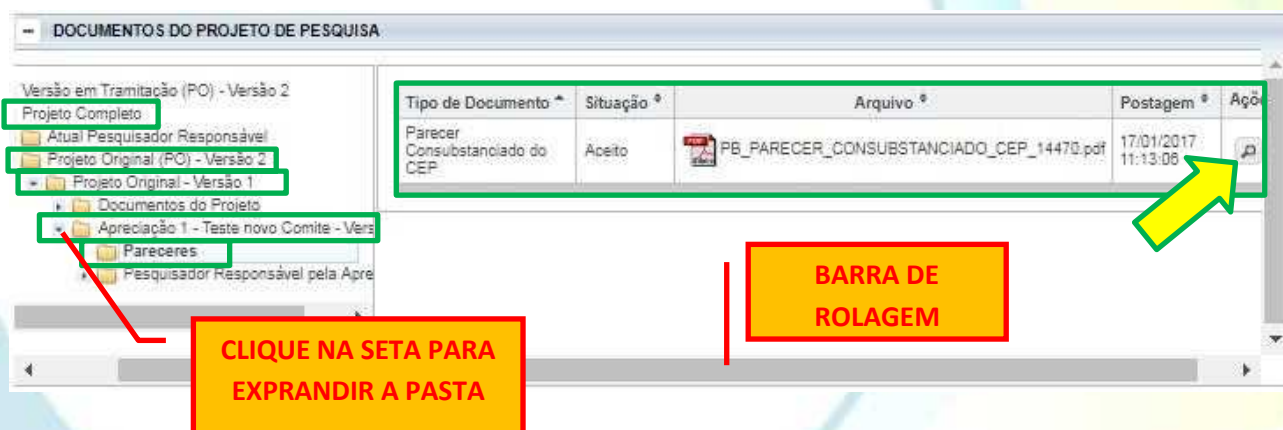 DOCUMENTOS DO PROJETO DE PESQUISA
Versão em Tramitação (PO) - Versão 2
Projeto Completo
Atual Pesquisador Responsável
Projeto Original (PO) - Versão 2
Projeto Original - Versão 1
Documentos do Projeto
Apreciação 1 - Teste novo Comite - Vers
Pareceres
Pesquisador Responsável pela Apre
Tipo de Documento Situação Arquivo Postagem Açõe
Parecer
Consubstanciado do
CEP
Aceito
PB_PARECER_CONSUBSTANCIADO_CEP_14470.pdf
17/01/2017
11:13:06
BARRA DE
ROLAGEM
CLIQUE NA SETA PARA
EXPRANDIR A PASTA